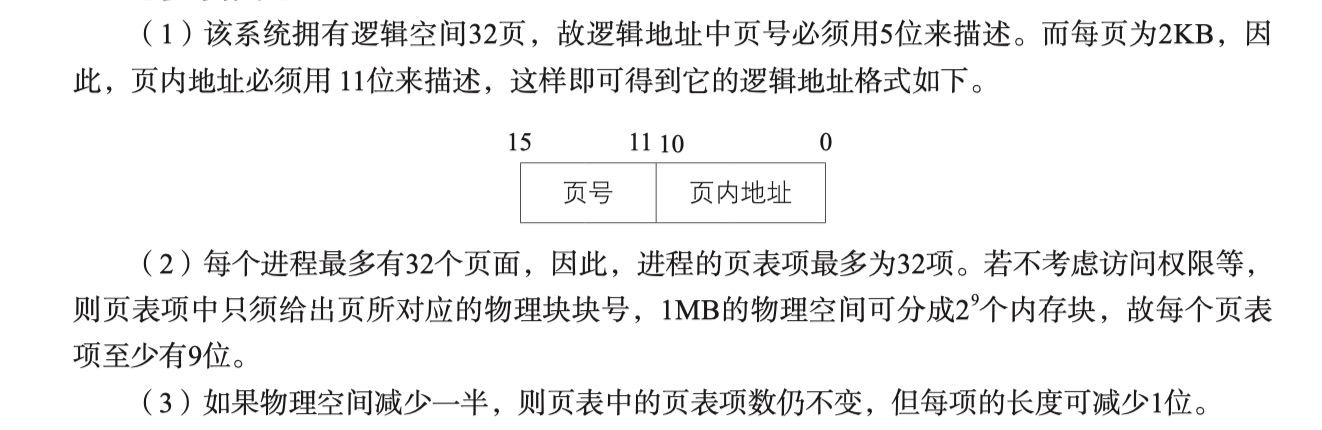 （1）该系统拥有逻辑空间32页，故逻辑地址中页号必须用5位来描述。而每页为2KB，因
此，页内地址必须用 11位来描述，这样即可得到它的逻辑地址格式如下。
15 11 10 0
页号 页内地址
（2）每个进程最多有32个页面，因此，进程的页表项最多为32项。若不考虑访问权限等，
则页表项中只须给出页所对应的物理块块号，1MB的物理空间可分成2⁹个内存块，故每个页表
项至少有9位。
（3）如果物理空间减少一半，则页表中的页表项数仍不变，但每项的长度可减少1位。